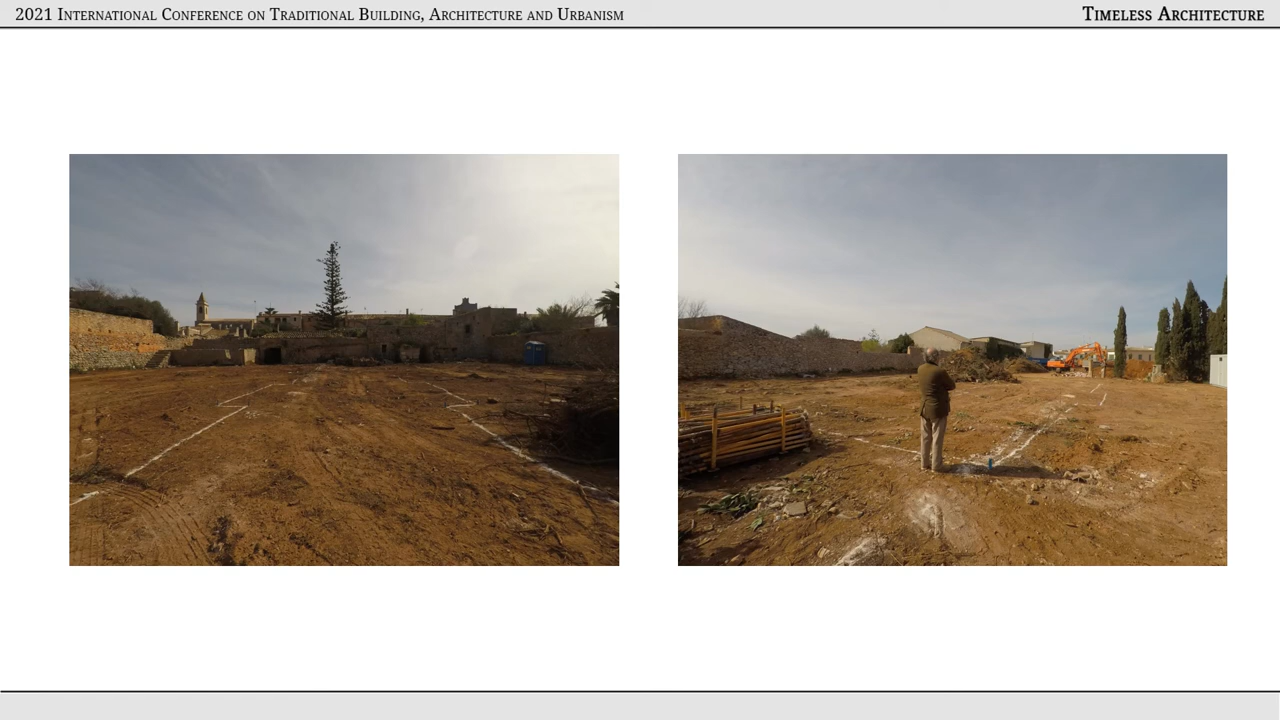 2021 International Conference on Traditional Building, Architecture and Urbanism
Timeless Architecture